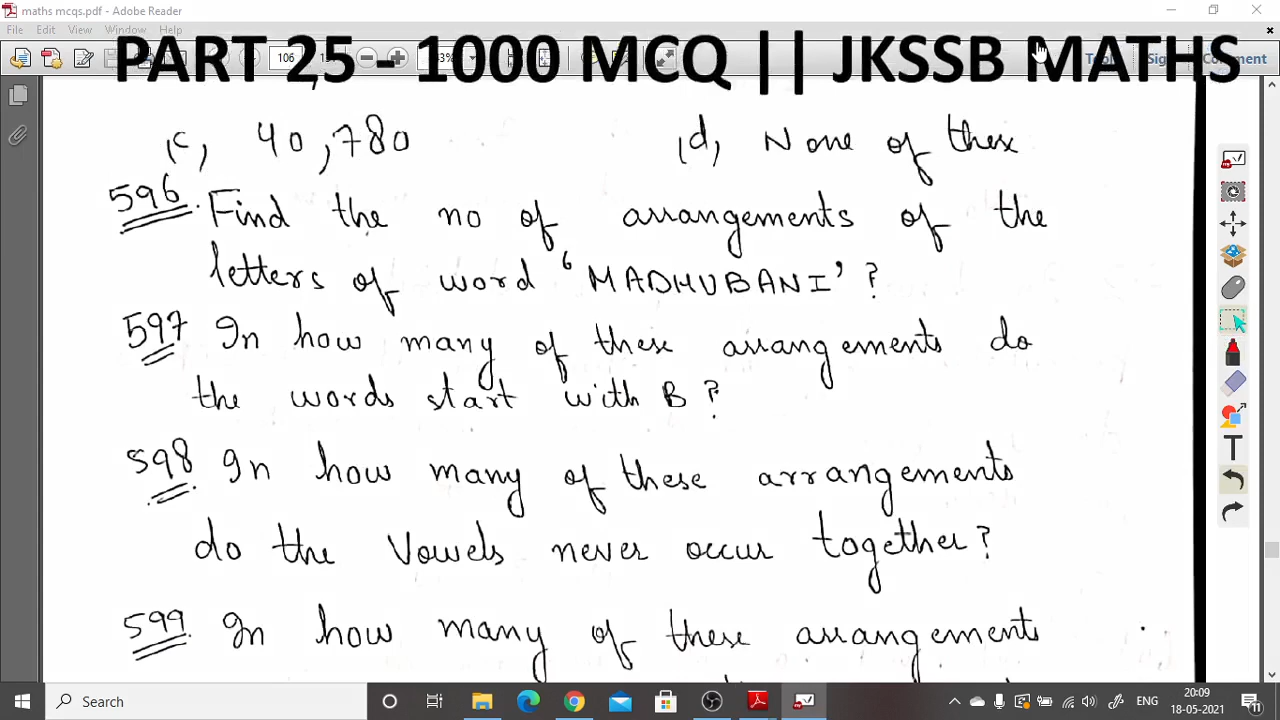 maths mcqs.pdf - Adobe Reader
File Edit View Window Help
PART 25 - 1000 MCQ || JKSSB MATHS
106
Comment
(c, 40,780 (d, None of these
596. Find the no of arrangements of the
letters of word 'MADHUBANI' ?
597 In how many of these arrangements do
the words start with B ?
598. In how many of these arrangements
do the Vowels never occur together ?
599. In how many of these arrangements
Search
ENG
20:09
18-05-2021
11